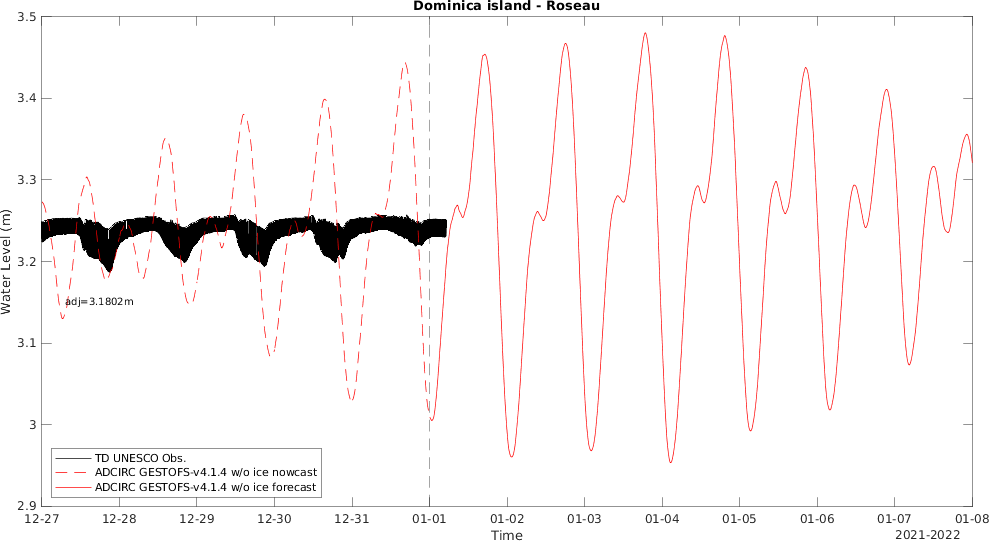 Dominica island - Roseau
3.5
3.4
3.3
3.2
3.1
3
2.9
Water Level (m)
adj=3.1802m
TD UNESCO Obs.
ADCIRC GESTOFS-v4.1.4 w/o ice nowcast
ADCIRC GESTOFS-v4.1.4 w/o ice forecast
12-27 12-28 12-29 12-30 12-31 01-01 01-02 01-03 01-04 01-05 01-06 01-07 01-08
Time
2021-2022